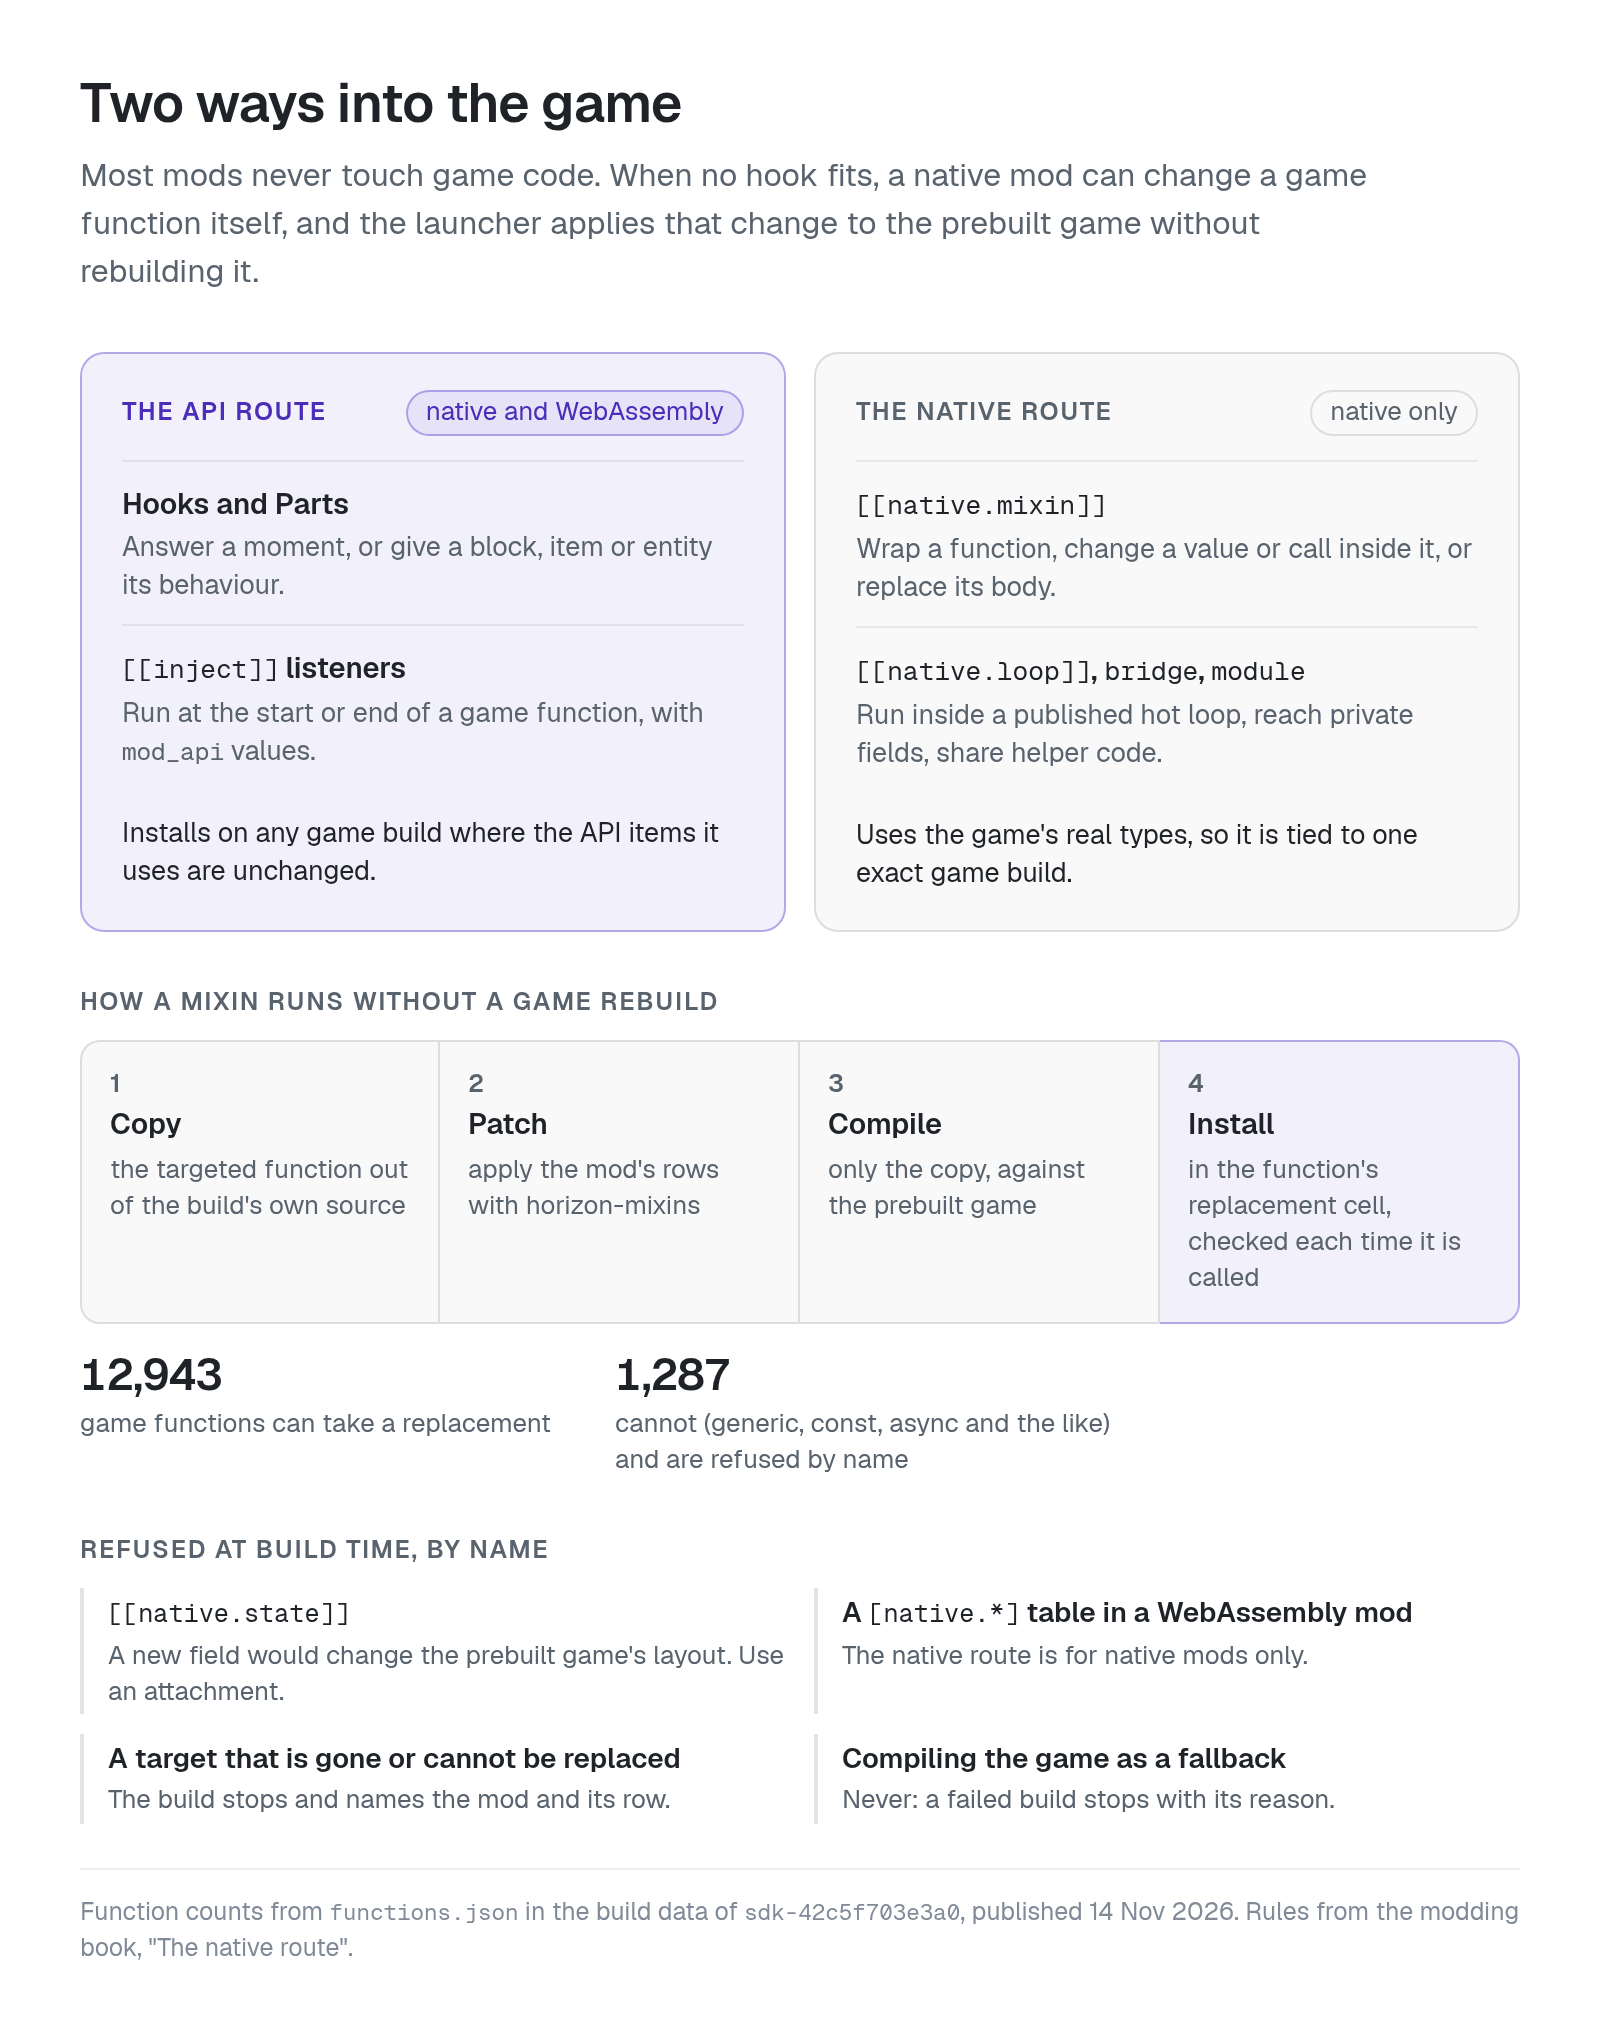 Two ways into the game
Most mods never touch game code. When no hook fits, a native mod can change a game
function itself, and the launcher applies that change to the prebuilt game without
rebuilding it.
THE API ROUTE
native and WebAssembly
Hooks and Parts
Answer a moment, or give a block, item or entity
its behaviour.
[[inject]] listeners
Run at the start or end of a game function, with
mod_api values.
Installs on any game build where the API items it
uses are unchanged.
THE NATIVE ROUTE
native only
[[native.mixin]]
Wrap a function, change a value or call inside it, or
replace its body.
[[native.loop]], bridge, module
Run inside a published hot loop, reach private
fields, share helper code.
Uses the game's real types, so it is tied to one
exact game build.
HOW A MIXIN RUNS WITHOUT A GAME REBUILD
1
Copy
the targeted function out
of the build's own source
2
Patch
apply the mod's rows
with horizon-mixins
3
Compile
only the copy, against
the prebuilt game
4
Install
in the function's
replacement cell,
checked each time it is
called
12,943
game functions can take a replacement
1,287
cannot (generic, const, async and the like)
and are refused by name
REFUSED AT BUILD TIME, BY NAME
[[native.state]]
A new field would change the prebuilt game's layout. Use
an attachment.
A [native.*] table in a WebAssembly mod
The native route is for native mods only.
A target that is gone or cannot be replaced
The build stops and names the mod and its row.
Compiling the game as a fallback
Never: a failed build stops with its reason.
Function counts from functions.json in the build data of sdk-42c5f703e3a0, published 14 Nov 2026. Rules from the modding
book, "The native route".